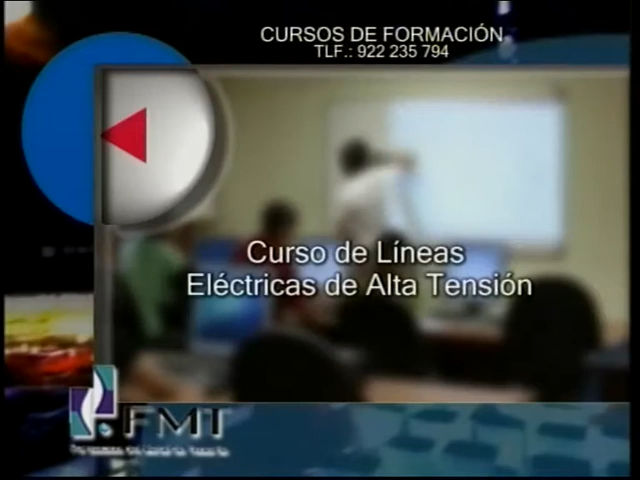 CURSOS DE FORMACIÓN
TLF.: 922 235 794
Curso de Líneas
Eléctricas de Alta Tensión
FMT